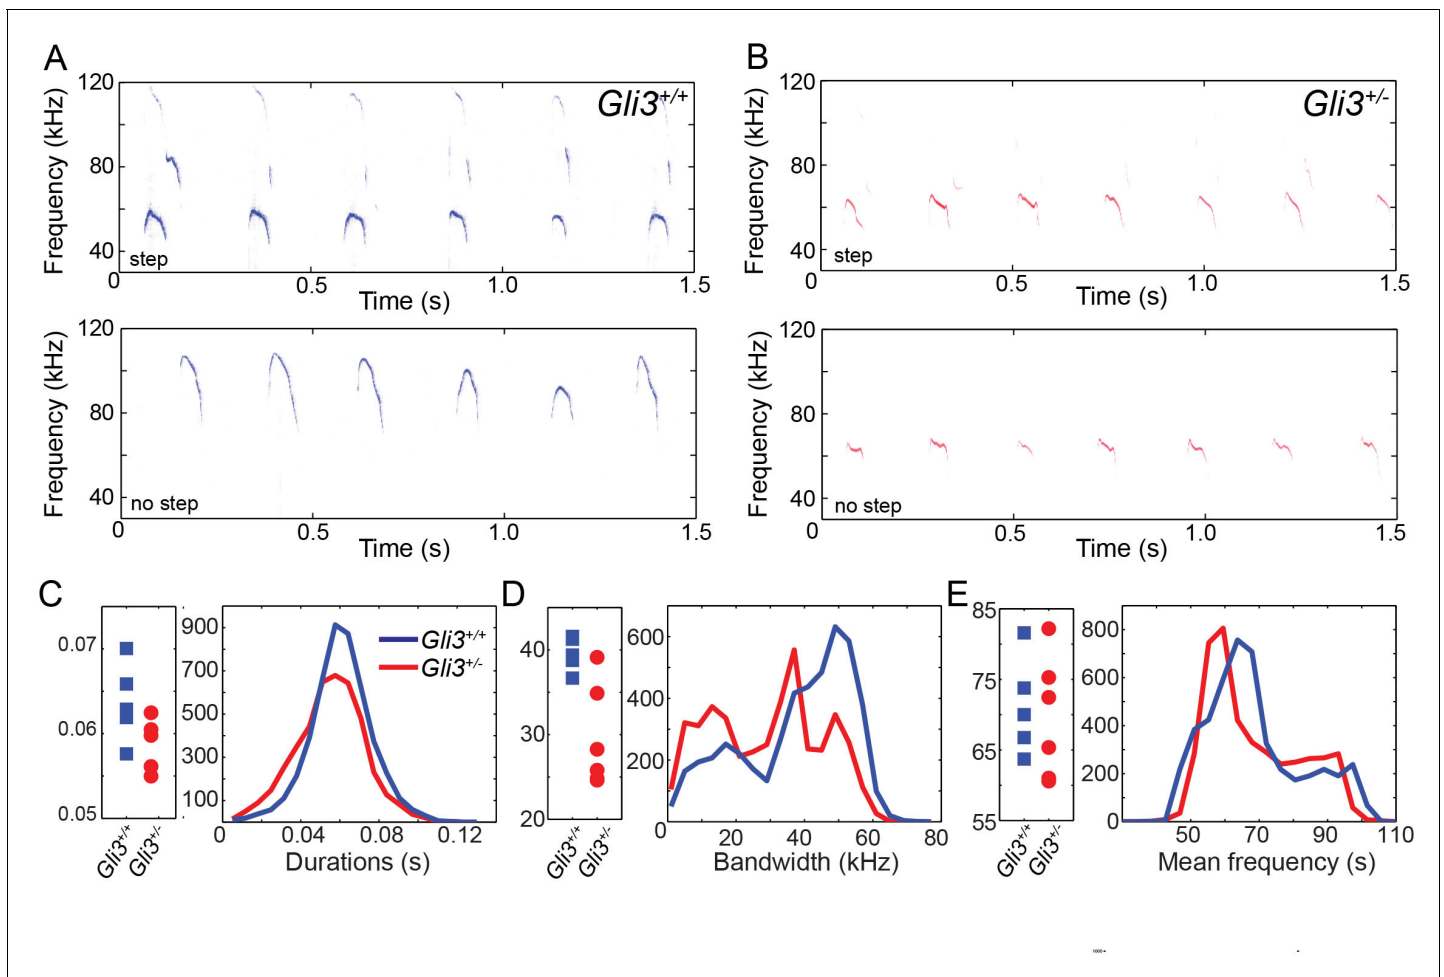 A
Frequency (kHz)
120
80
40
Gli3+/+
step
0 0.5 1.0 1.5
Time (s)
Frequency (kHz)
120
80
40
no step
0 0.5 1.0 1.5
Time (s)
B
Frequency (kHz)
120
80
40
Gli3+/-
step
0 0.5 1.0 1.5
Time (s)
Frequency (kHz)
120
80
40
no step
0 0.5 1.0 1.5
Time (s)
C
0.07
0.06
0.05
Gli3+/+
Gli3+/-
900
700
500
300
100
Gli3+/+
Gli3+/-
0 0.04 0.08 0.12
Durations (s)
D
40
30
20
Gli3+/+
Gli3+/-
600
400
200
0 20 40 60 80
Bandwidth (kHz)
E
85
75
65
55
Gli3+/+
Gli3+/-
800
600
400
200
0
50 70 90 110
Mean frequency (s)